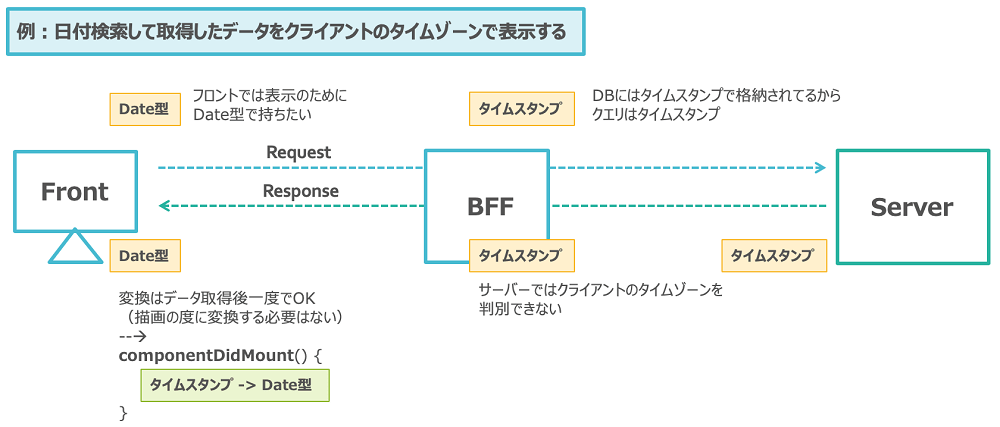 例：日付検索して取得したデータをクライアントのタイムゾーンで表示する
Date型
フロントでは表示のために
Date型で持ちたい
タイムスタンプ
DBにはタイムスタンプで格納されてるから
クエリはタイムスタンプ
Request
Response
Front
BFF
Server
Date型
タイムスタンプ
タイムスタンプ
変換はデータ取得後一度でOK
（描画の度に変換する必要はない）
-->
componentDidMount() {
タイムスタンプ -> Date型
}
サーバーではクライアントのタイムゾーンを
判別できない